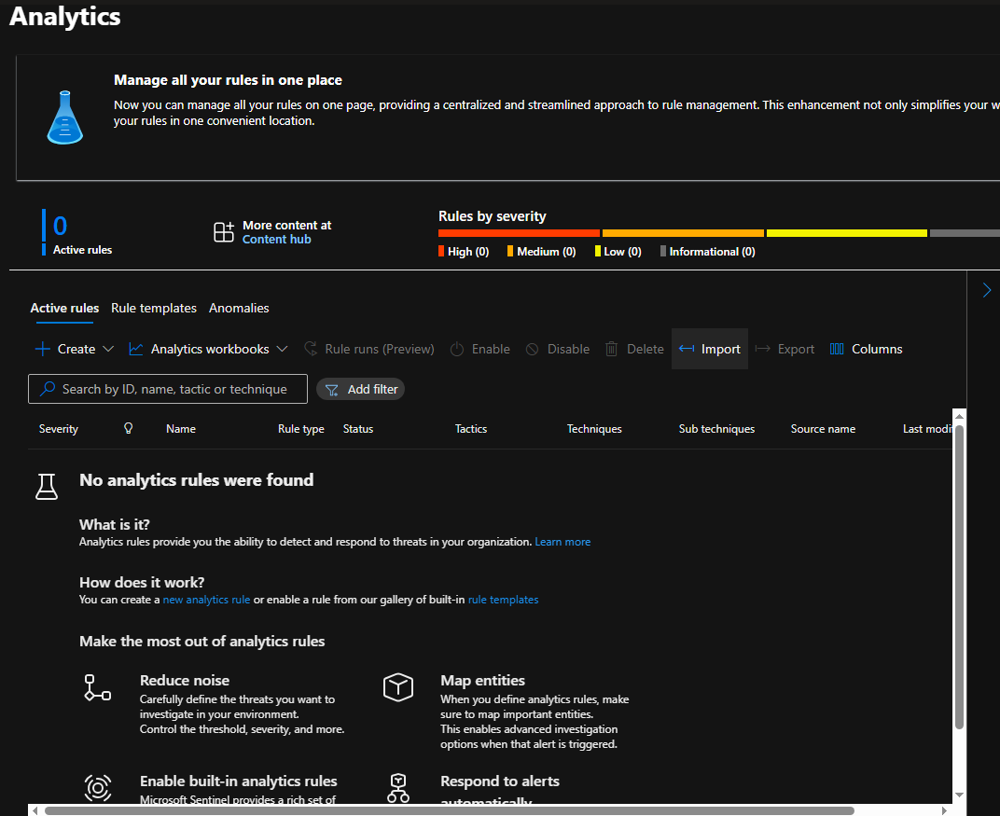 Analytics
Manage all your rules in one place
Now you can manage all your rules on one page, providing a centralized and streamlined approach to rule management. This enhancement not only simplifies your w
your rules in one convenient location.
0
Active rules
More content at
Content hub
Rules by severity
High (0) Medium (0) Low (0) Informational (0)
Active rules Rule templates Anomalies
Create Analytics workbooks Rule runs (Preview) Enable Disable Delete Import Export Columns
Search by ID, name, tactic or technique Add filter
Severity Name Rule type Status Tactics Techniques Sub techniques Source name Last modif
No analytics rules were found
What is it?
Analytics rules provide you the ability to detect and respond to threats in your organization. Learn more
How does it work?
You can create a new analytics rule or enable a rule from our gallery of built-in rule templates
Make the most out of analytics rules
Reduce noise
Carefully define the threats you want to
investigate in your environment.
Control the threshold, severity, and more.
Map entities
When you define analytics rules, make
sure to map important entities.
This enables advanced investigation
options when that alert is triggered.
Enable built-in analytics rules
Microsoft Sentinel provides a rich set of
Respond to alerts
automatically